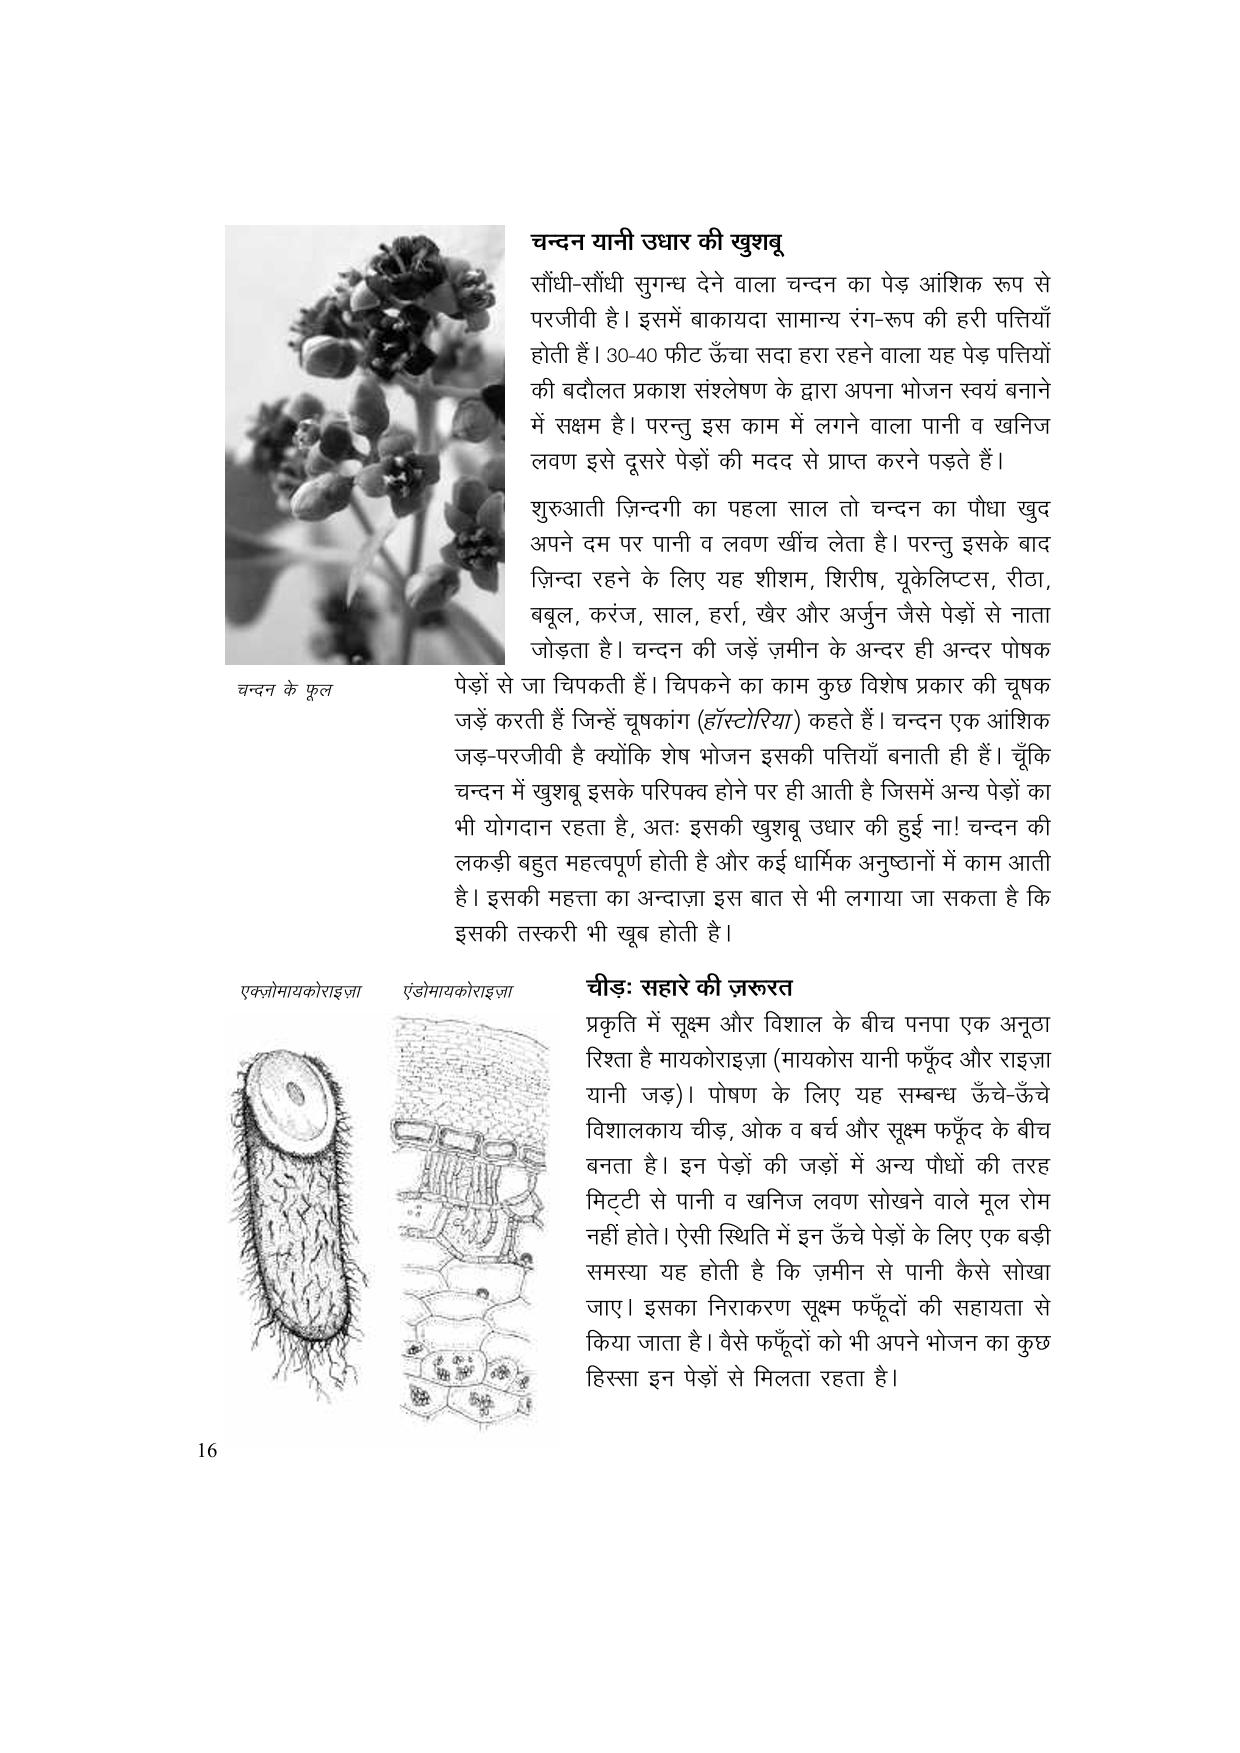 चन्दन यानी उधार की खुशबू
सौंधी-सौंधी सुगन्ध देने वाला चन्दन का पेड़ आंशिक रूप से
परजीवी है। इसमें बाकायदा सामान्य रंग-रूप की हरी पत्तियाँ
होती हैं। 30-40 फीट ऊँचा सदा हरा रहने वाला यह पेड़ पत्तियों
की बदौलत प्रकाश संश्लेषण के द्वारा अपना भोजन स्वयं बनाने
में सक्षम है। परन्तु इस काम में लगने वाला पानी व खनिज
लवण इसे दूसरे पेड़ों की मदद से प्राप्त करने पड़ते हैं।
शुरुआती ज़िन्दगी का पहला साल तो चन्दन का पौधा खुद
अपने दम पर पानी व लवण खींच लेता है। परन्तु इसके बाद
ज़िन्दा रहने के लिए यह शीशम, शिरीष, यूकेलिप्टस, रीठा,
बबूल, करंज, साल, हर्रा, खैर और अर्जुन जैसे पेड़ों से नाता
जोड़ता है। चन्दन की जड़ें ज़मीन के अन्दर ही अन्दर पोषक
पेड़ों से जा चिपकती हैं। चिपकने का काम कुछ विशेष प्रकार की चूषक
जड़ें करती हैं जिन्हें चूषकांग (हॉस्टोरिया) कहते हैं। चन्दन एक आंशिक
जड़-परजीवी है क्योंकि शेष भोजन इसकी पत्तियाँ बनाती ही हैं। चूँकि
चन्दन में खुशबू इसके परिपक्व होने पर ही आती है जिसमें अन्य पेड़ों का
भी योगदान रहता है, अतः इसकी खुशबू उधार की हुई ना! चन्दन की
लकड़ी बहुत महत्वपूर्ण होती है और कई धार्मिक अनुष्ठानों में काम आती
है। इसकी महत्ता का अन्दाज़ा इस बात से भी लगाया जा सकता है कि
इसकी तस्करी भी खूब होती है।
चन्दन के फूल
एक्ज़ोमायकोराइज़ा
एंडोमायकोराइज़ा
चीड़ः सहारे की ज़रूरत
प्रकृति में सूक्ष्म और विशाल के बीच पनपा एक अनूठा
रिश्ता है मायकोराइज़ा (मायकोस यानी फफूँद और राइज़ा
यानी जड़)। पोषण के लिए यह सम्बन्ध ऊँचे-ऊँचे
विशालकाय चीड़, ओक व बर्च और सूक्ष्म फफूँद के बीच
बनता है। इन पेड़ों की जड़ों में अन्य पौधों की तरह
मिट्टी से पानी व खनिज लवण सोखने वाले मूल रोम
नहीं होते। ऐसी स्थिति में इन ऊँचे पेड़ों के लिए एक बड़ी
समस्या यह होती है कि ज़मीन से पानी कैसे सोखा
जाए। इसका निराकरण सूक्ष्म फफूँदों की सहायता से
किया जाता है। वैसे फफूँदों को भी अपने भोजन का कुछ
हिस्सा इन पेड़ों से मिलता रहता है।
16